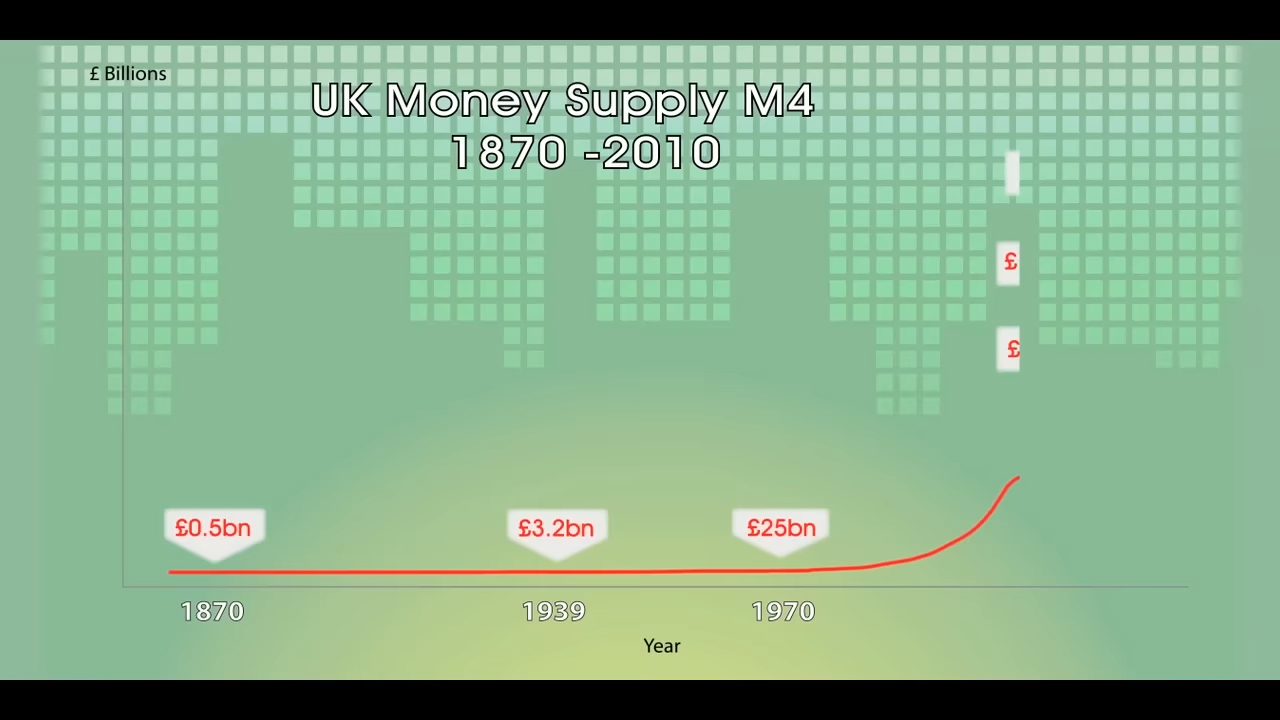 £ Billions
UK Money Supply M4
1870 -2010
£
£
£0.5bn
£3.2bn
£25bn
1870
1939
1970
Year